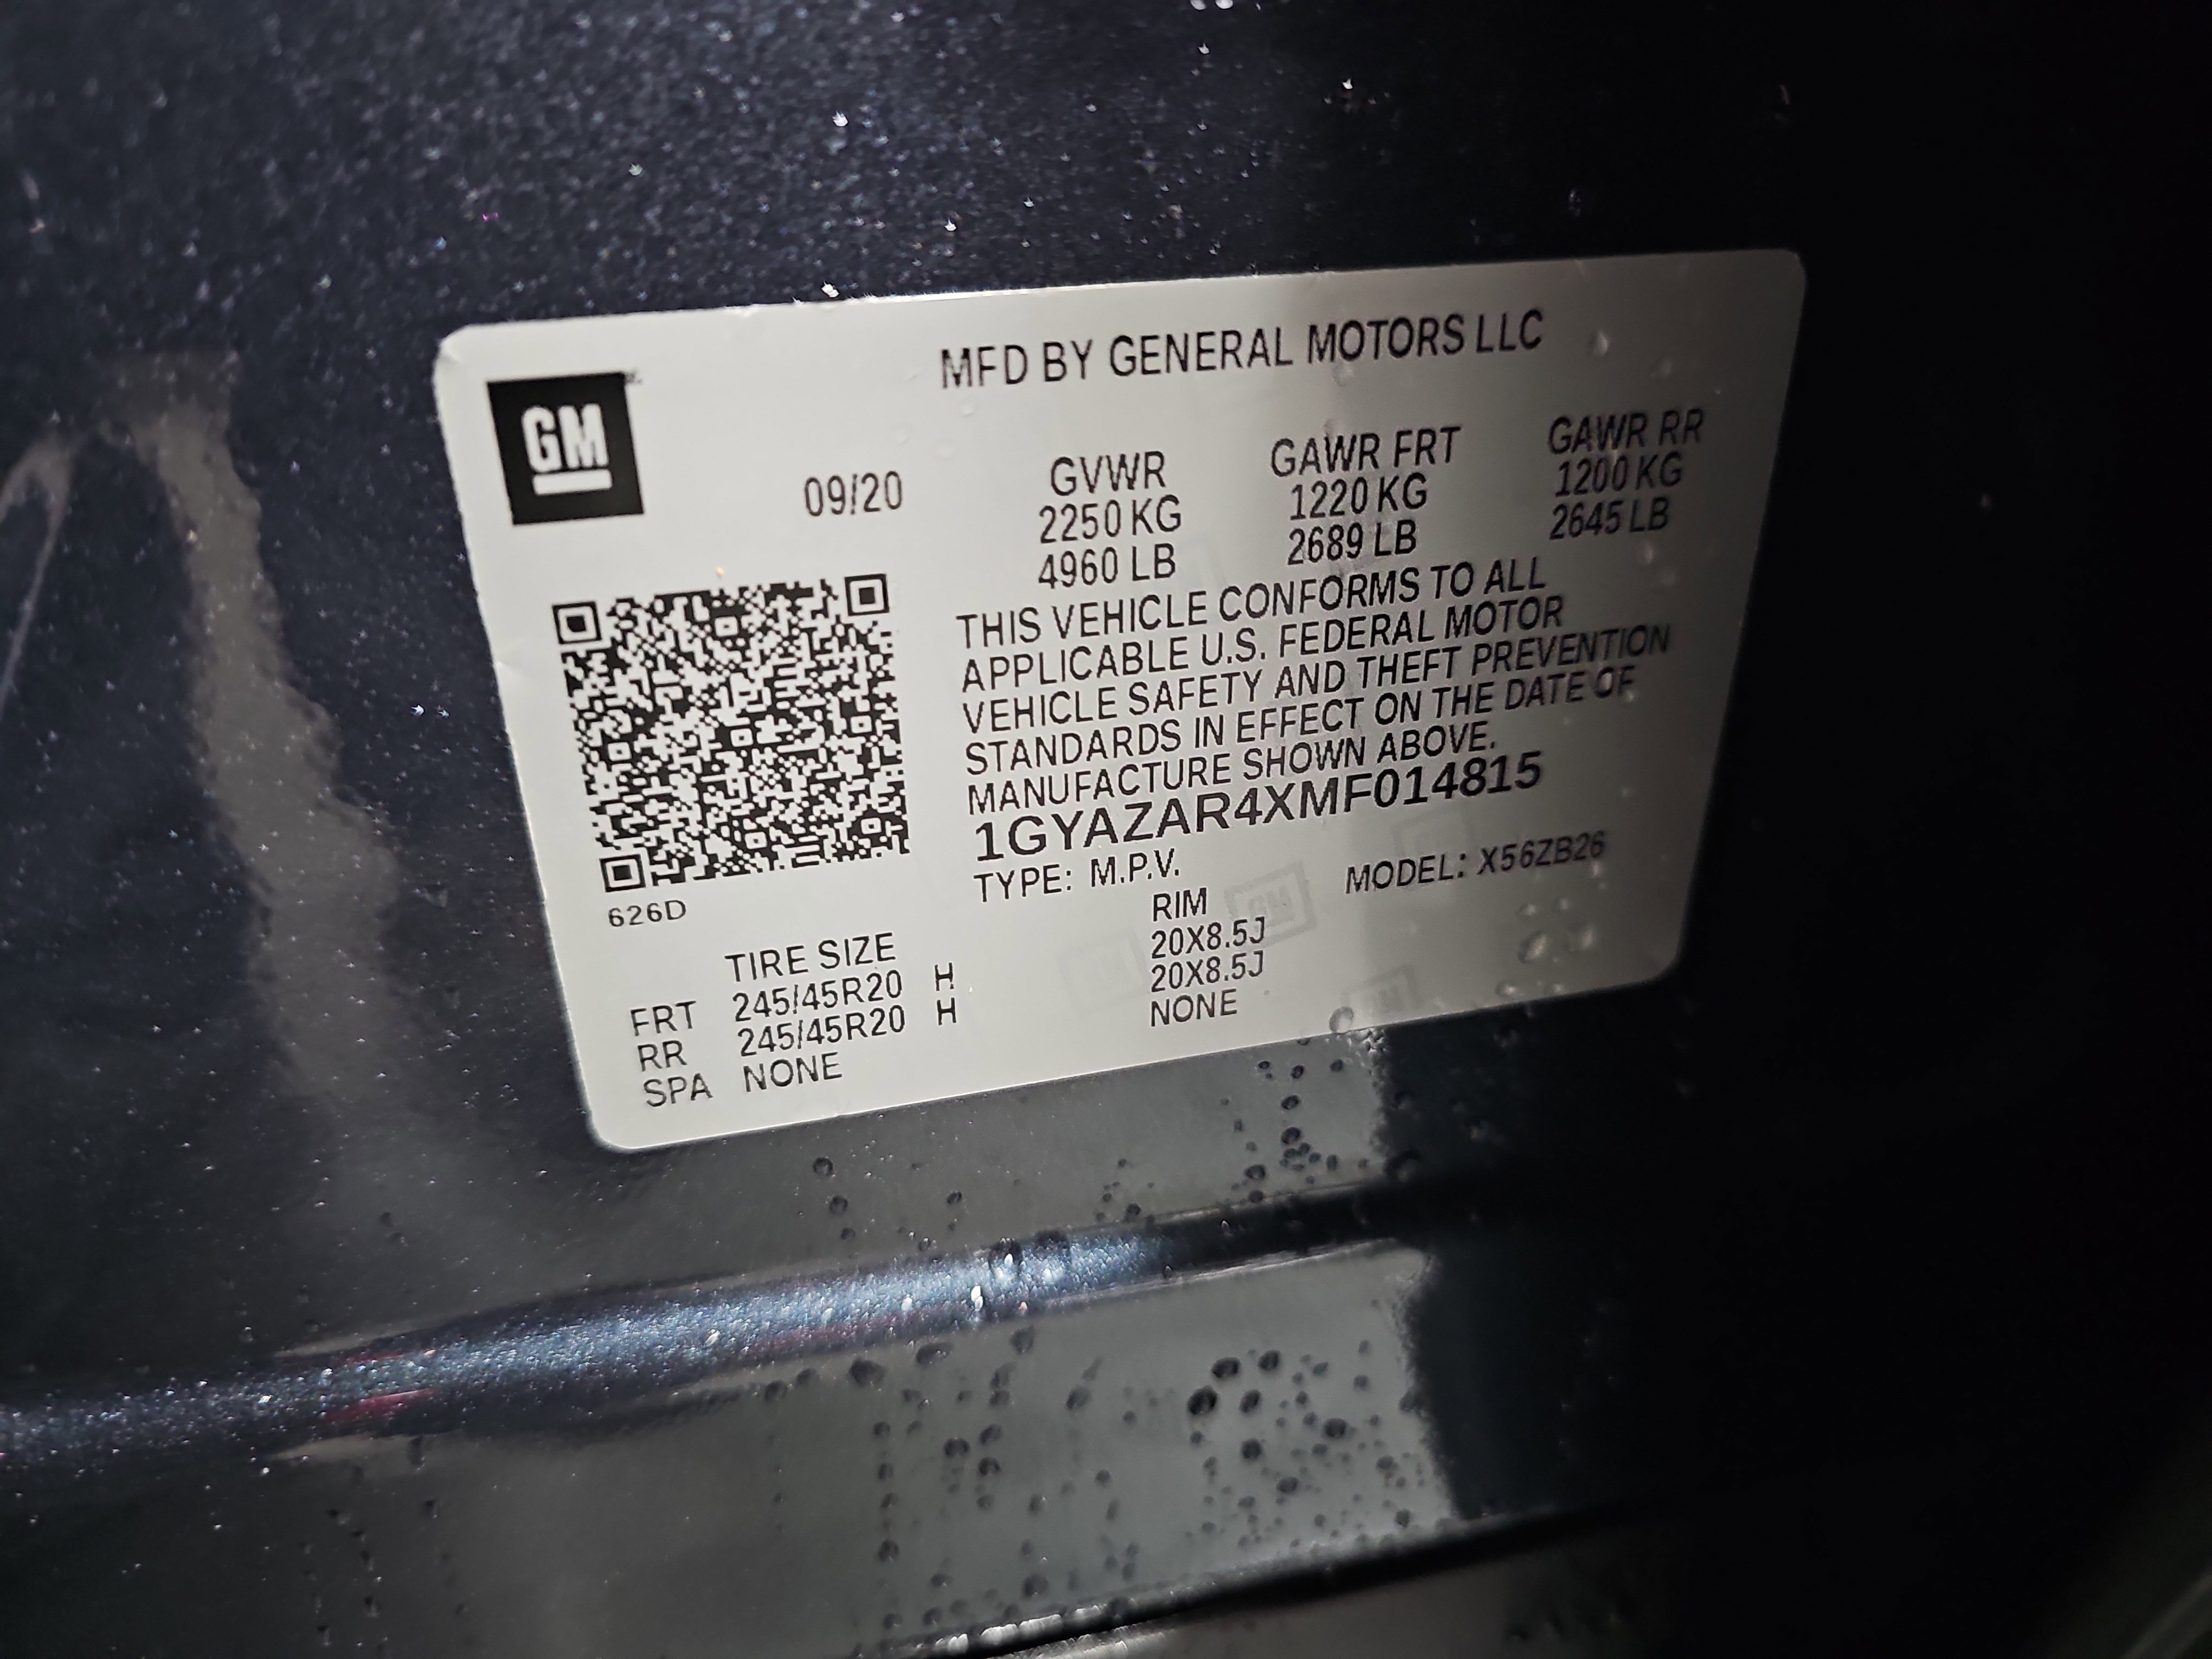 GM
MFD BY GENERAL MOTORS LLC
09/20
GVWR GAWR FRT GAWR RR
2250 KG 1220 KG 1200 KG
4960 LB 2689 LB 2645 LB
THIS VEHICLE CONFORMS TO ALL
APPLICABLE U.S. FEDERAL MOTOR
VEHICLE SAFETY AND THEFT PREVENTION
STANDARDS IN EFFECT ON THE DATE OF
MANUFACTURE SHOWN ABOVE.
1GYAZAR4XMF014815
TYPE: M.P.V. MODEL: X56ZB26
626D
TIRE SIZE RIM
FRT 245/45R20 H 20X8.5J
RR 245/45R20 H 20X8.5J
SPA NONE NONE